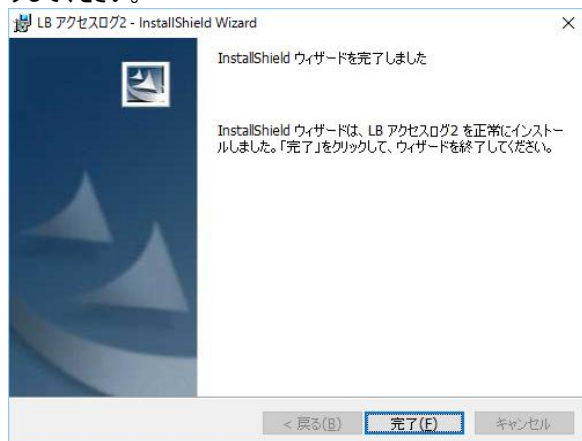 LB アクセスログ2 - InstallShield Wizard
InstallShield ウィザードを完了しました
InstallShield ウィザードは、LB アクセスログ2 を正常にインストー
ルしました。「完了」をクリックして、ウィザードを終了してください。
< 戻る(B)
完了(F)
キャンセル